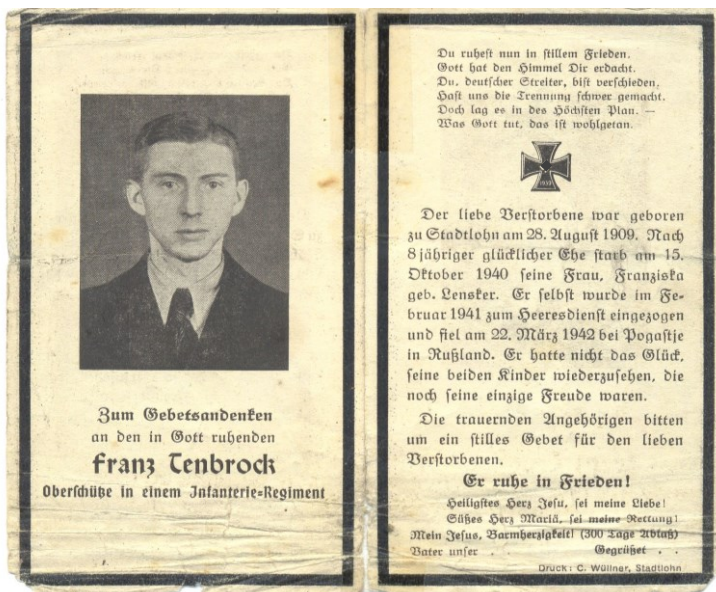 Zum Gebetsandenken
an den in Gott ruhenden
Franz Tenbrock
Oberschütze in einem Infanterie=Regiment
Du ruhest nun in stillem Frieden.
Gott hat den Himmel Dir erdacht.
Du, deutscher Streiter, bist verschieden,
Hast uns die Trennung schwer gemacht.
Doch lag es in des Höchsten Plan. —
Was Gott tut, das ist wohlgetan.
1939
Der liebe Verstorbene war geboren
zu Stadtlohn am 28. August 1909. Nach
8 jähriger glücklicher Ehe starb am 15.
Oktober 1940 seine Frau, Franziska
geb. Lensker. Er selbst wurde im Fe-
bruar 1941 zum Heeresdienst eingezogen
und fiel am 22. März 1942 bei Pogastje
in Rußland. Er hatte nicht das Glück,
seine beiden Kinder wiederzusehen, die
noch seine einzige Freude waren.
Die trauernden Angehörigen bitten
um ein stilles Gebet für den lieben
Verstorbenen.
Er ruhe in Frieden!
Heiligstes Herz Jesu, sei meine Liebe!
Süßes Herz Mariä, sei meine Rettung!
Mein Jesus, Barmherzigkeit! (300 Tage Ablaß)
Vater unser . Gegrüßet . .
Druck: C. Wüllner, Stadtlohn